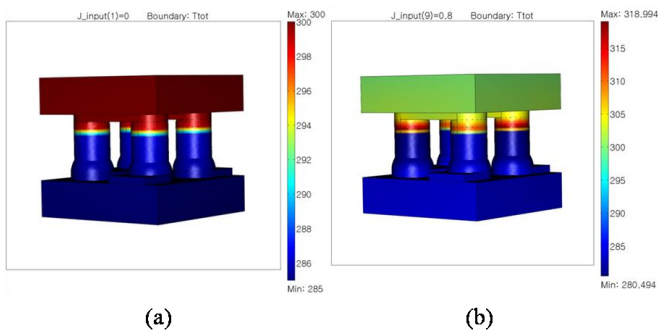 J_input(1)=0 Boundary: Ttot
Max: 300
300
298
296
294
292
290
288
286
Min: 285
J_input(9)=0.8 Boundary: Ttot
Max: 318.994
315
310
305
300
295
290
285
Min: 280.494
(a)
(b)